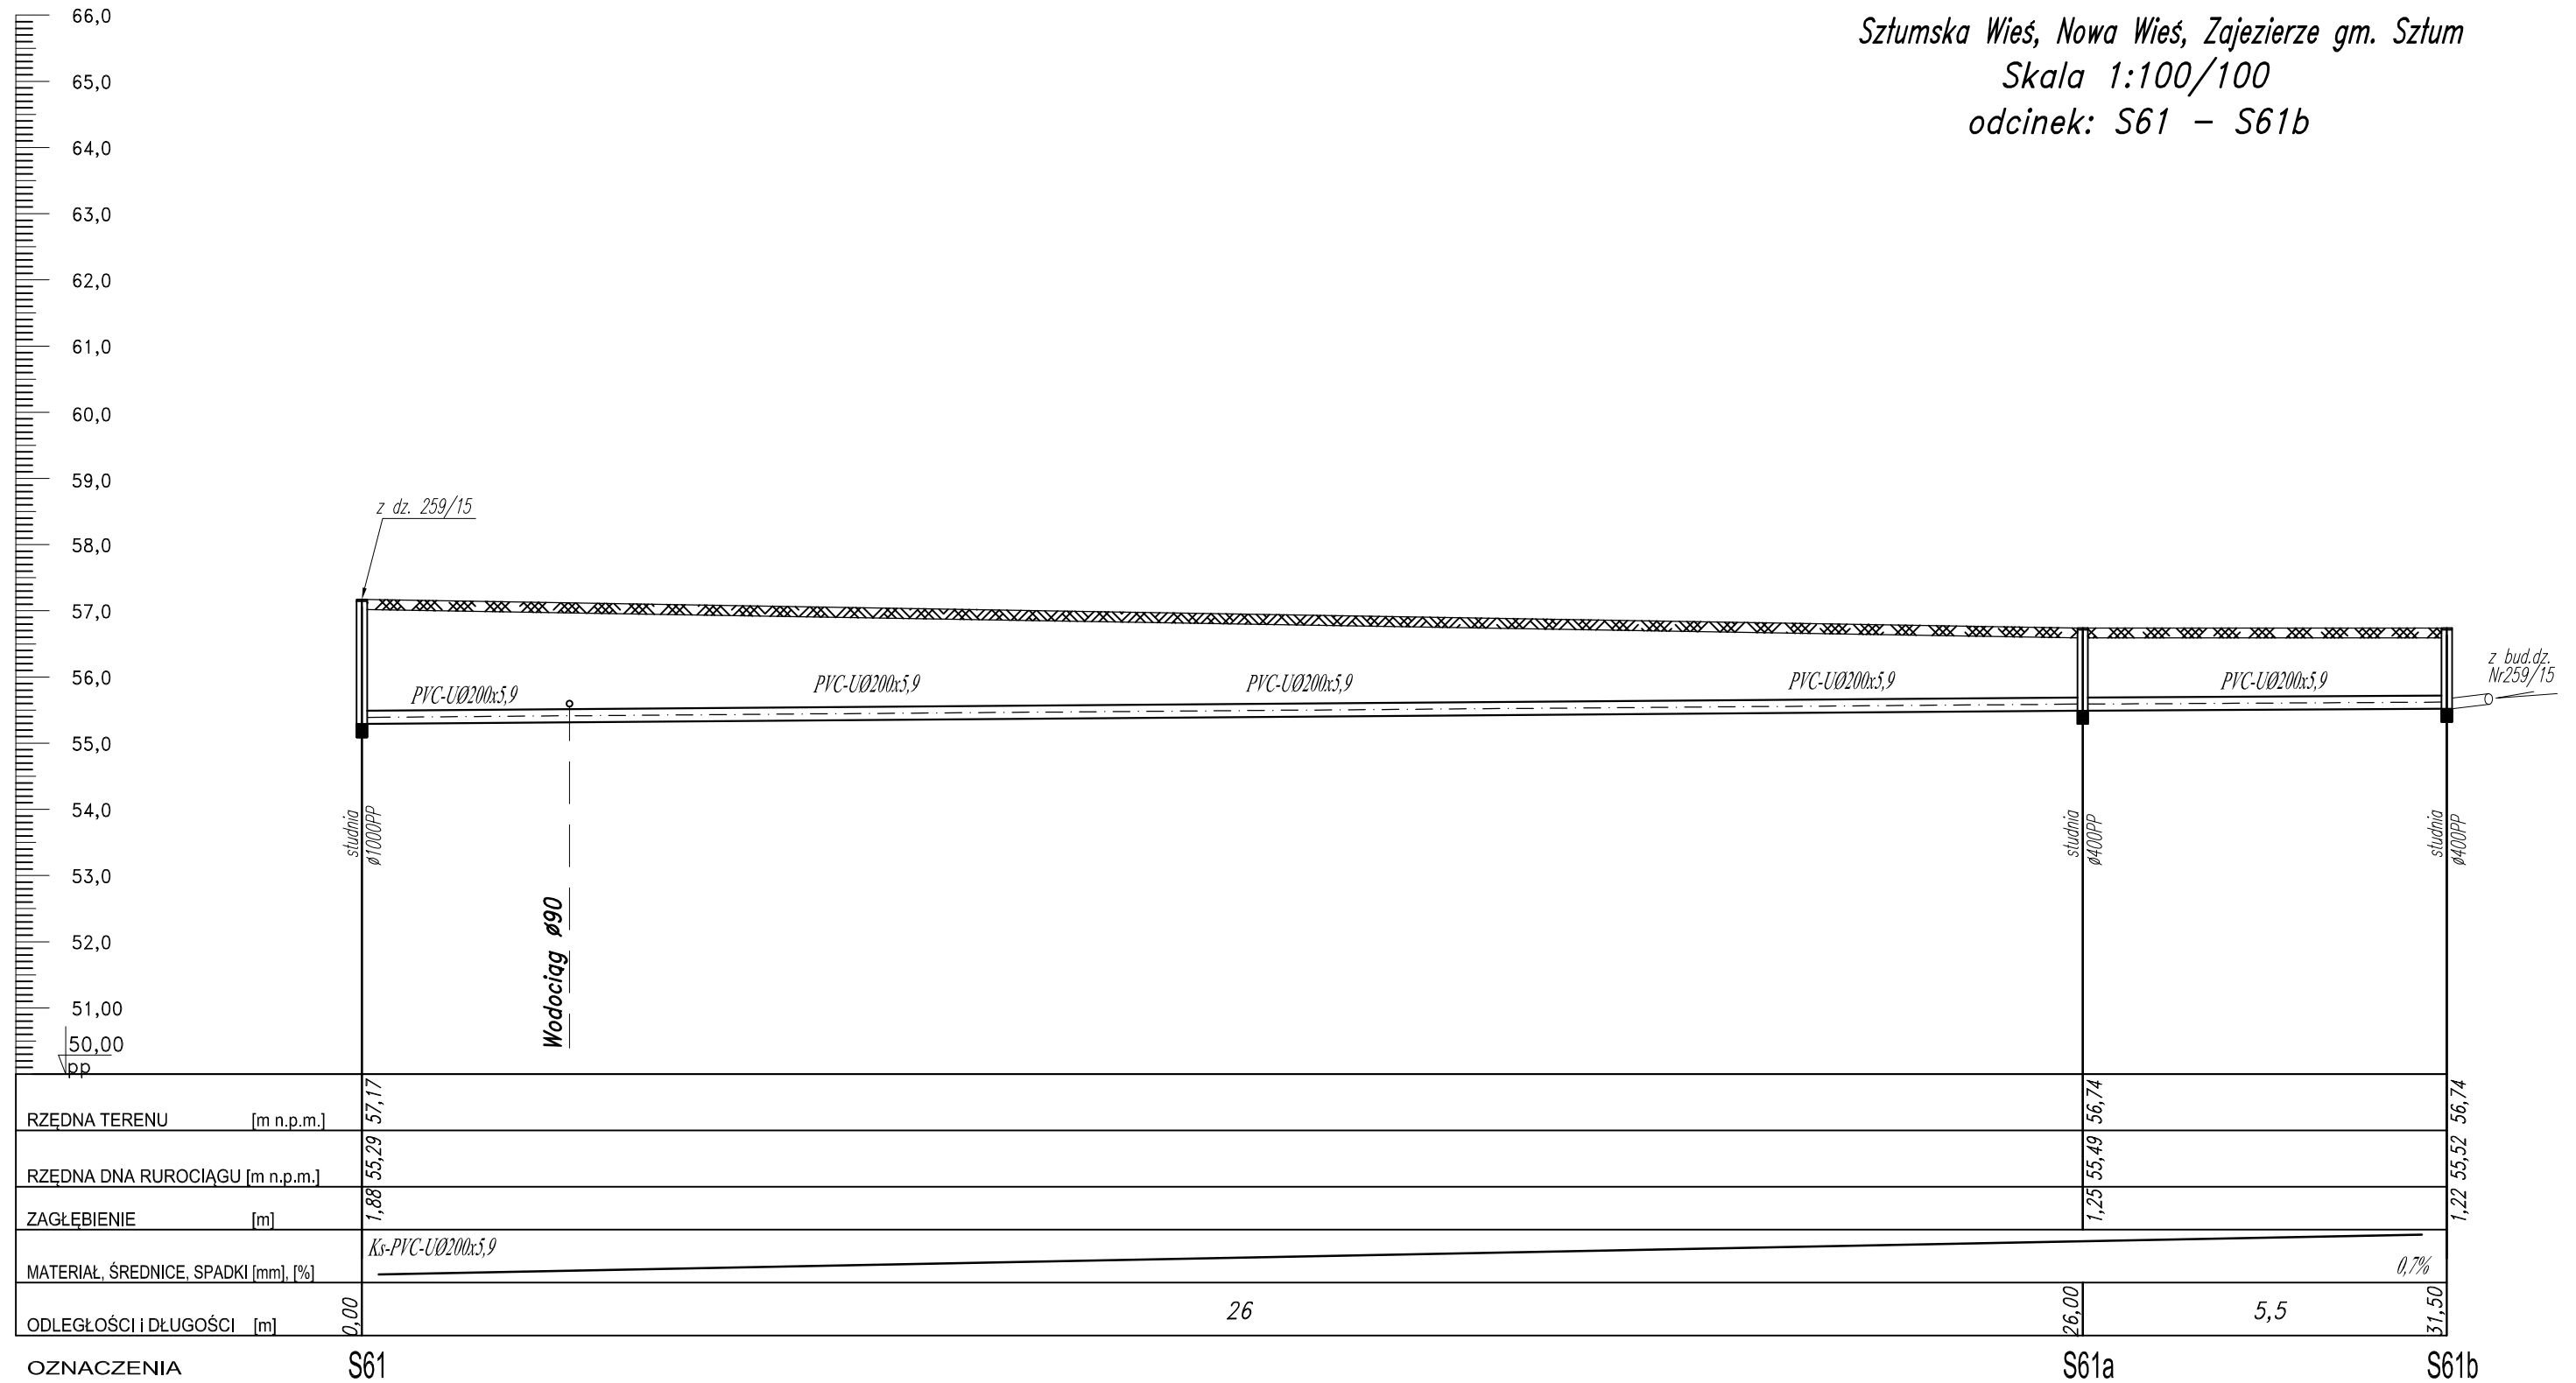 Sztumska Wieś, Nowa Wieś, Zajezierze gm. Sztum
Skala 1:100/100
odcinek: S61 – S61b
66,0
65,0
64,0
63,0
62,0
61,0
60,0
59,0
58,0
57,0
56,0
55,0
54,0
53,0
52,0
51,00
50,00
pp
z dz. 259/15
PVC-UØ200x5,9
PVC-UØ200x5,9
PVC-UØ200x5,9
PVC-UØ200x5,9
PVC-UØ200x5,9
z bud.dz.
Nr259/15
studnia
ø1000PP
Wodociąg ø90
studnia
ø400PP
studnia
ø400PP
RZĘDNA TERENU [m n.p.m.] 57,17 56,74 56,74
RZĘDNA DNA RUROCIĄGU [m n.p.m.] 55,29 55,49 55,52
ZAGŁĘBIENIE [m] 1,88 1,25 1,22
MATERIAŁ, ŚREDNICE, SPADKI [mm], [%] Ks-PVC-UØ200x5,9 0,7%
ODLEGŁOŚCI i DŁUGOŚCI [m] 0,00 26 26,00 5,5 31,50
OZNACZENIA S61 S61a S61b